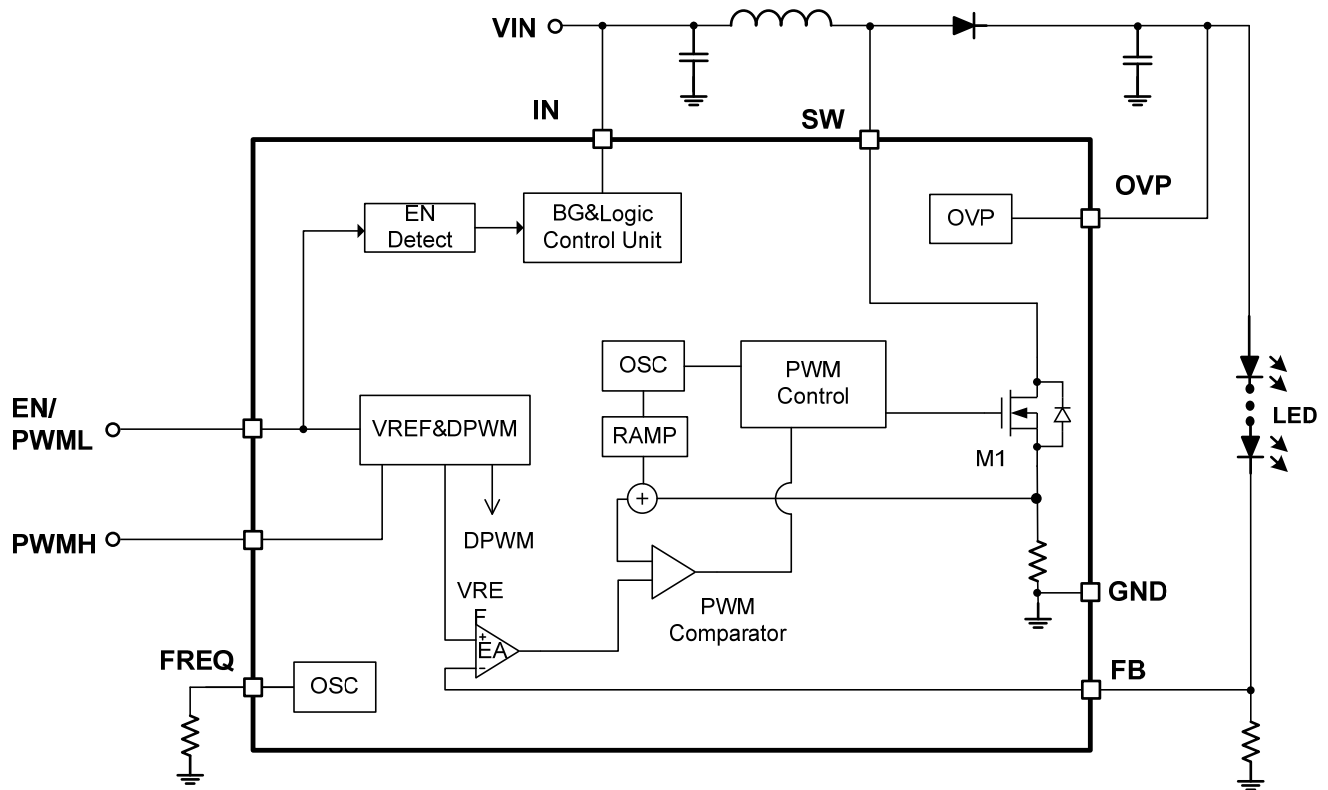 VIN
IN
SW
OVP
EN
Detect
BG&Logic
Control Unit
OVP
OSC
PWM
Control
EN/
PWML
VREF&DPWM
RAMP
LED
M1
+
PWMH
DPWM
VRE
F
+
EA
-
PWM
Comparator
GND
FREQ
OSC
FB